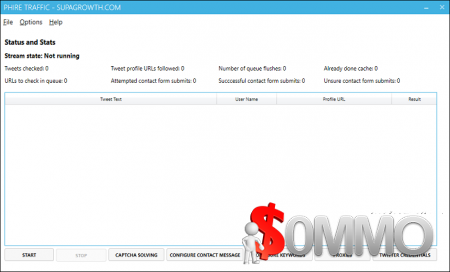 PHIRE TRAFFIC - SUPAGROWTH.COM
File Options Help
Status and Stats
Stream state: Not running
Tweets checked: 0 Tweet profile URLs followed: 0 Number of queue flushes: 0 Already done cache: 0
URLs to check in queue: 0 Attempted contact form submits: 0 Succcessful contact form submits: 0 Unsure contact form submits: 0
Tweet Text User Name Profile URL Result
$OMMO
START STOP CAPTCHA SOLVING CONFIGURE CONTACT MESSAGE KEYWORDS TWITTER CREDENTIALS